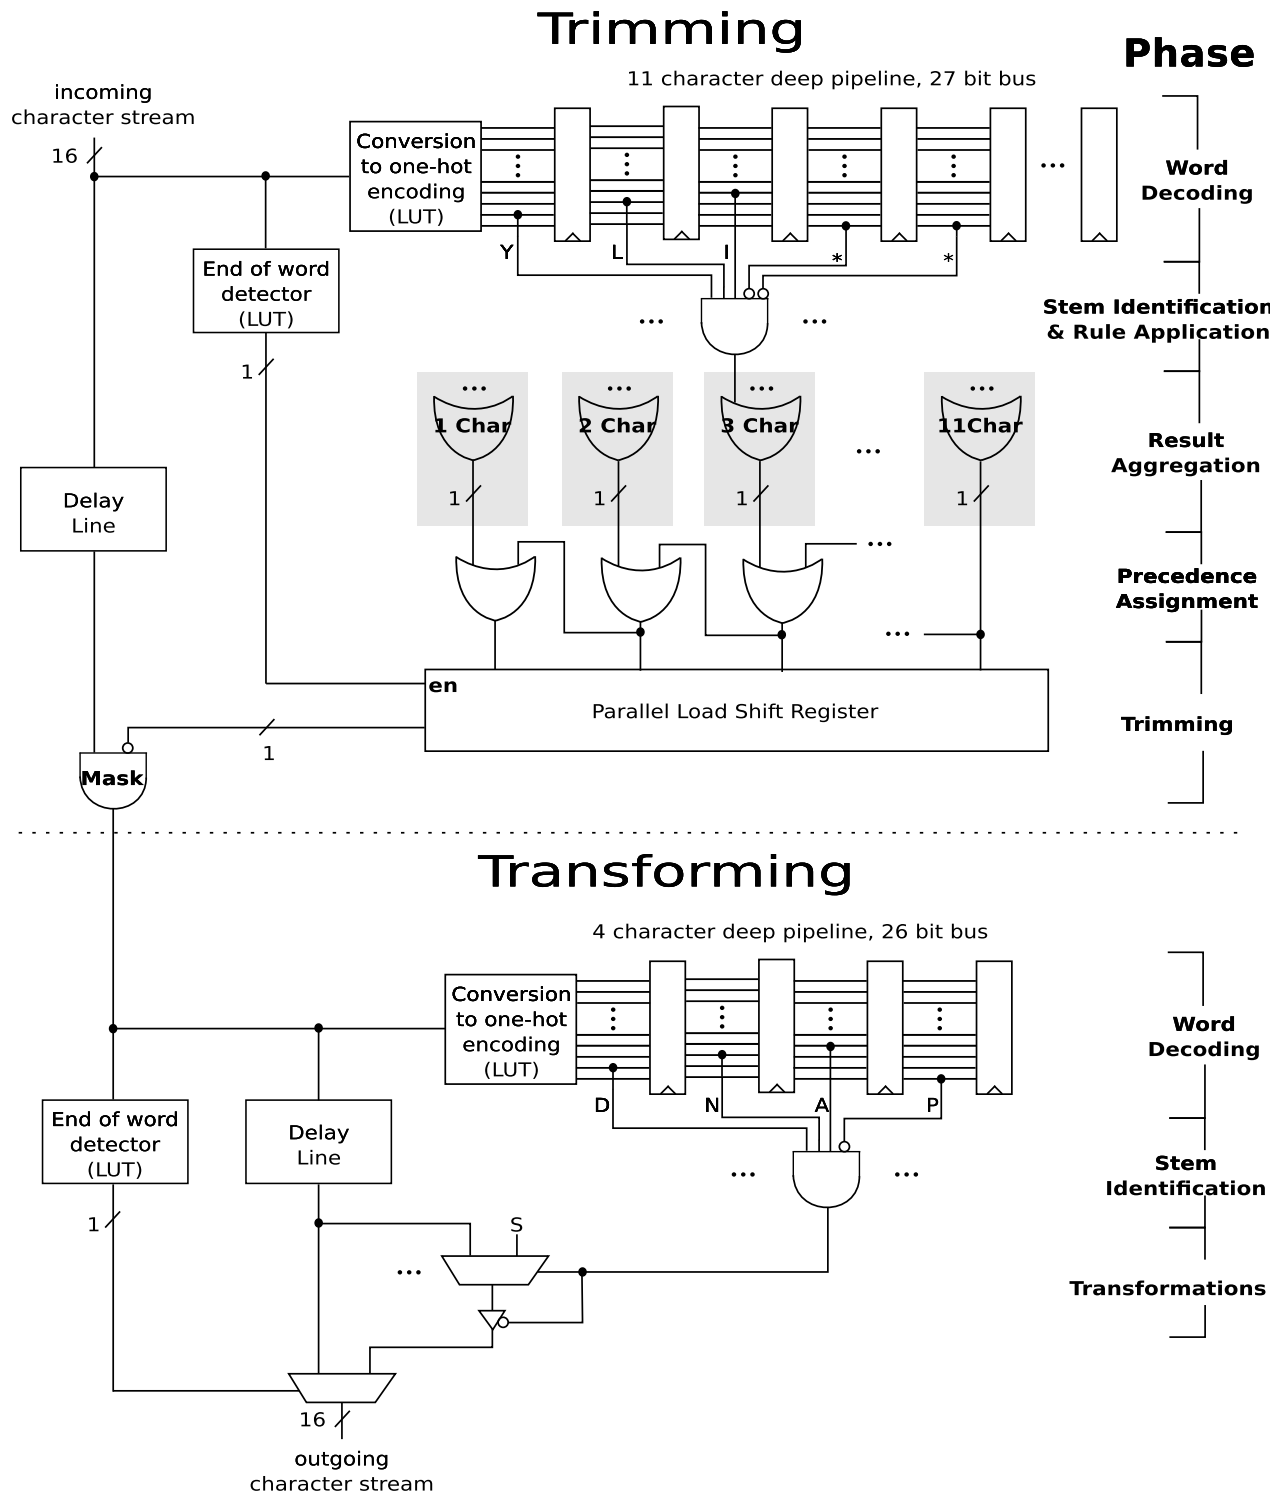 Trimming
Phase
11 character deep pipeline, 27 bit bus
incoming
character stream
16
Conversion
to one-hot
encoding
(LUT)
...
Word
Decoding
End of word
detector
(LUT)
1
Y
L
I
*
*
...
...
Stem Identification
& Rule Application
...
1 Char
1
...
2 Char
1
...
3 Char
1
...
...
11Char
1
Result
Aggregation
Delay
Line
...
...
Precedence
Assignment
en
Parallel Load Shift Register
1
Mask
Trimming
Transforming
4 character deep pipeline, 26 bit bus
Conversion
to one-hot
encoding
(LUT)
Word
Decoding
End of word
detector
(LUT)
1
Delay
Line
D
N
A
P
...
...
Stem
Identification
S
...
Transformations
16
outgoing
character stream